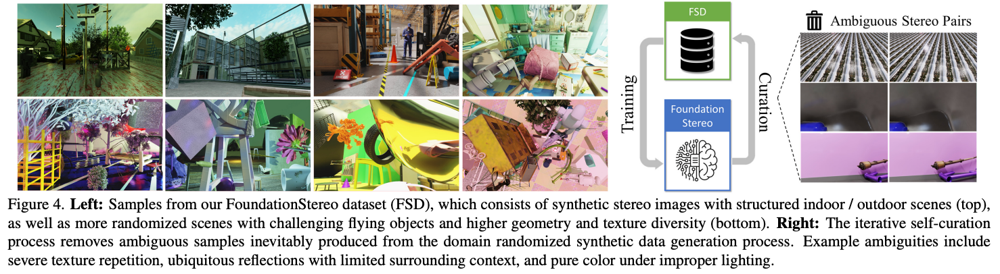 FSD
Ambiguous Stereo Pairs
Training
Curation
Foundation
Stereo
Figure 4. Left: Samples from our FoundationStereo dataset (FSD), which consists of synthetic stereo images with structured indoor / outdoor scenes (top),
as well as more randomized scenes with challenging flying objects and higher geometry and texture diversity (bottom). Right: The iterative self-curation
process removes ambiguous samples inevitably produced from the domain randomized synthetic data generation process. Example ambiguities include
severe texture repetition, ubiquitous reflections with limited surrounding context, and pure color under improper lighting.